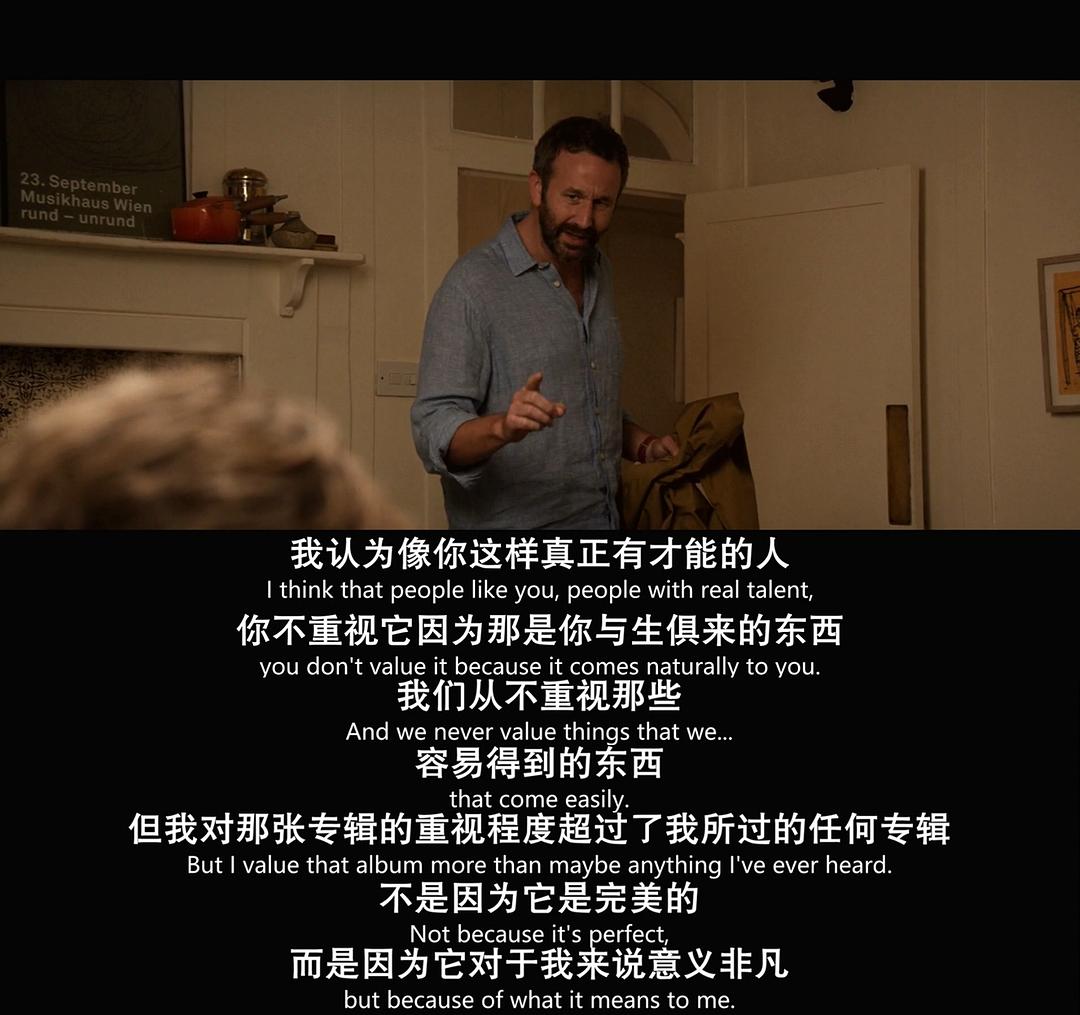 23. September
Musikhaus Wien
rund – unrund
我认为像你这样真正有才能的人
I think that people like you, people with real talent,
你不重视它因为那是你与生俱来的东西
you don't value it because it comes naturally to you.
我们从不重视那些
And we never value things that we...
容易得到的东西
that come easily.
但我对那张专辑的重视程度超过了我所过的任何专辑
But I value that album more than maybe anything I've ever heard.
不是因为它是完美的
Not because it's perfect,
而是因为它对于我来说意义非凡
but because of what it means to me.